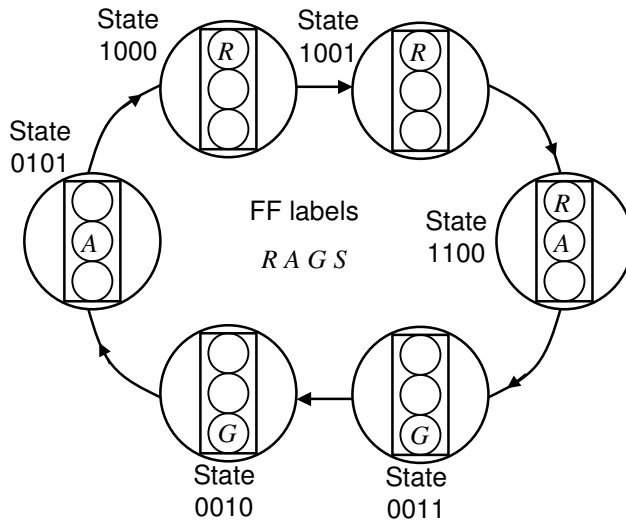 State
1000
R
State
1001
R
State
0101
A
FF labels
R A G S
State
1100
R
A
G
State
0010
G
State
0011